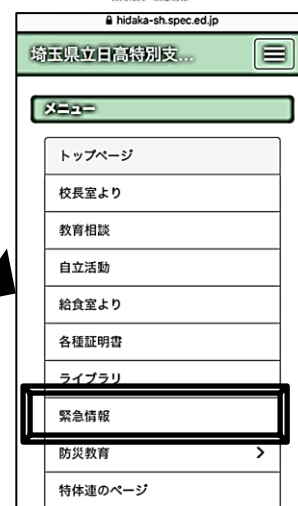 hidaka-sh.spec.ed.jp
埼玉県立日高特別支...
メニュー
トップページ
校長室より
教育相談
自立活動
給食室より
各種証明書
ライブラリ
緊急情報
防災教育
特体連のページ